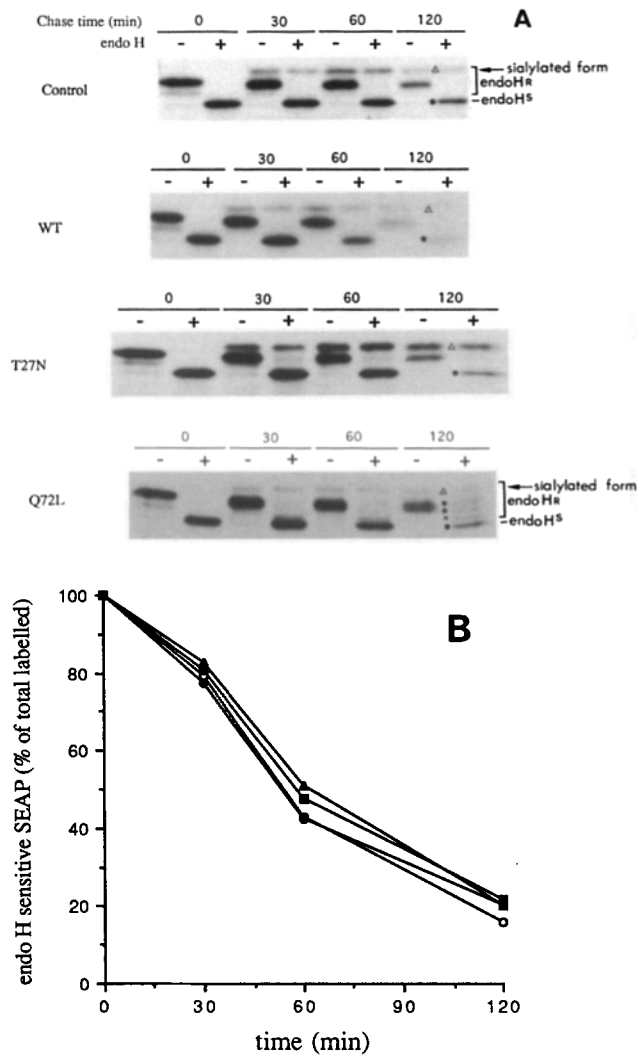 A
Chase time (min) 0 30 60 120
endo H - + - + - + - +
Control
sialylated form
endoHR
endoHS
0 30 60 120
- + - + - + - +
WT
0 30 60 120
- + - + - + - +
T27N
0 30 60 120
- + - + - + - +
Q72L
sialylated form
endoHR
endoHS
B
endo H sensitive SEAP (% of total labelled)
100
80
60
40
20
0
0 30 60 90 120
time (min)